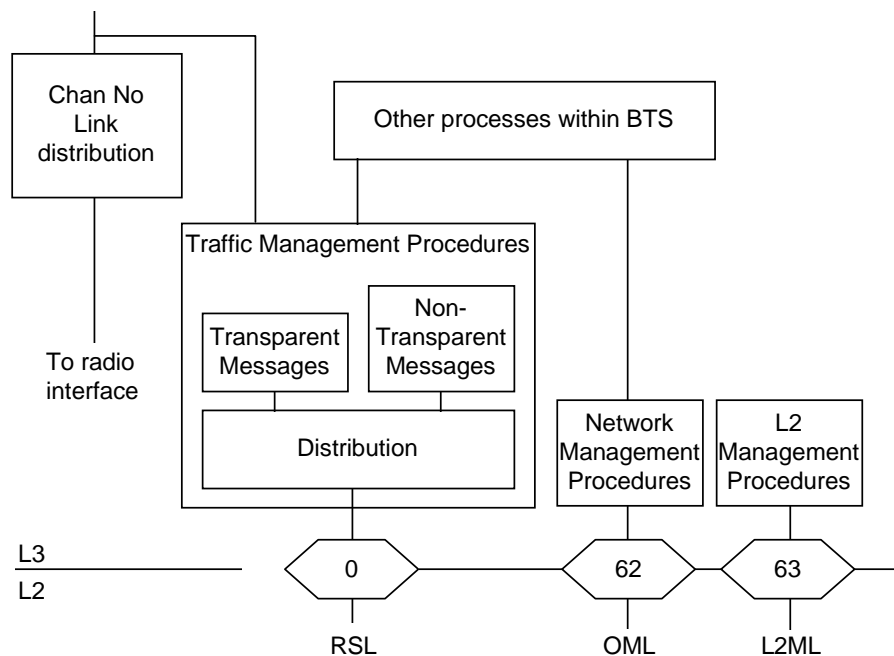 Chan No
Link
distribution
Other processes within BTS
Traffic Management Procedures
Transparent
Messages
Non-
Transparent
Messages
To radio
interface
Distribution
Network
Management
Procedures
L2
Management
Procedures
L3
L2
0
62
63
RSL
OML
L2ML